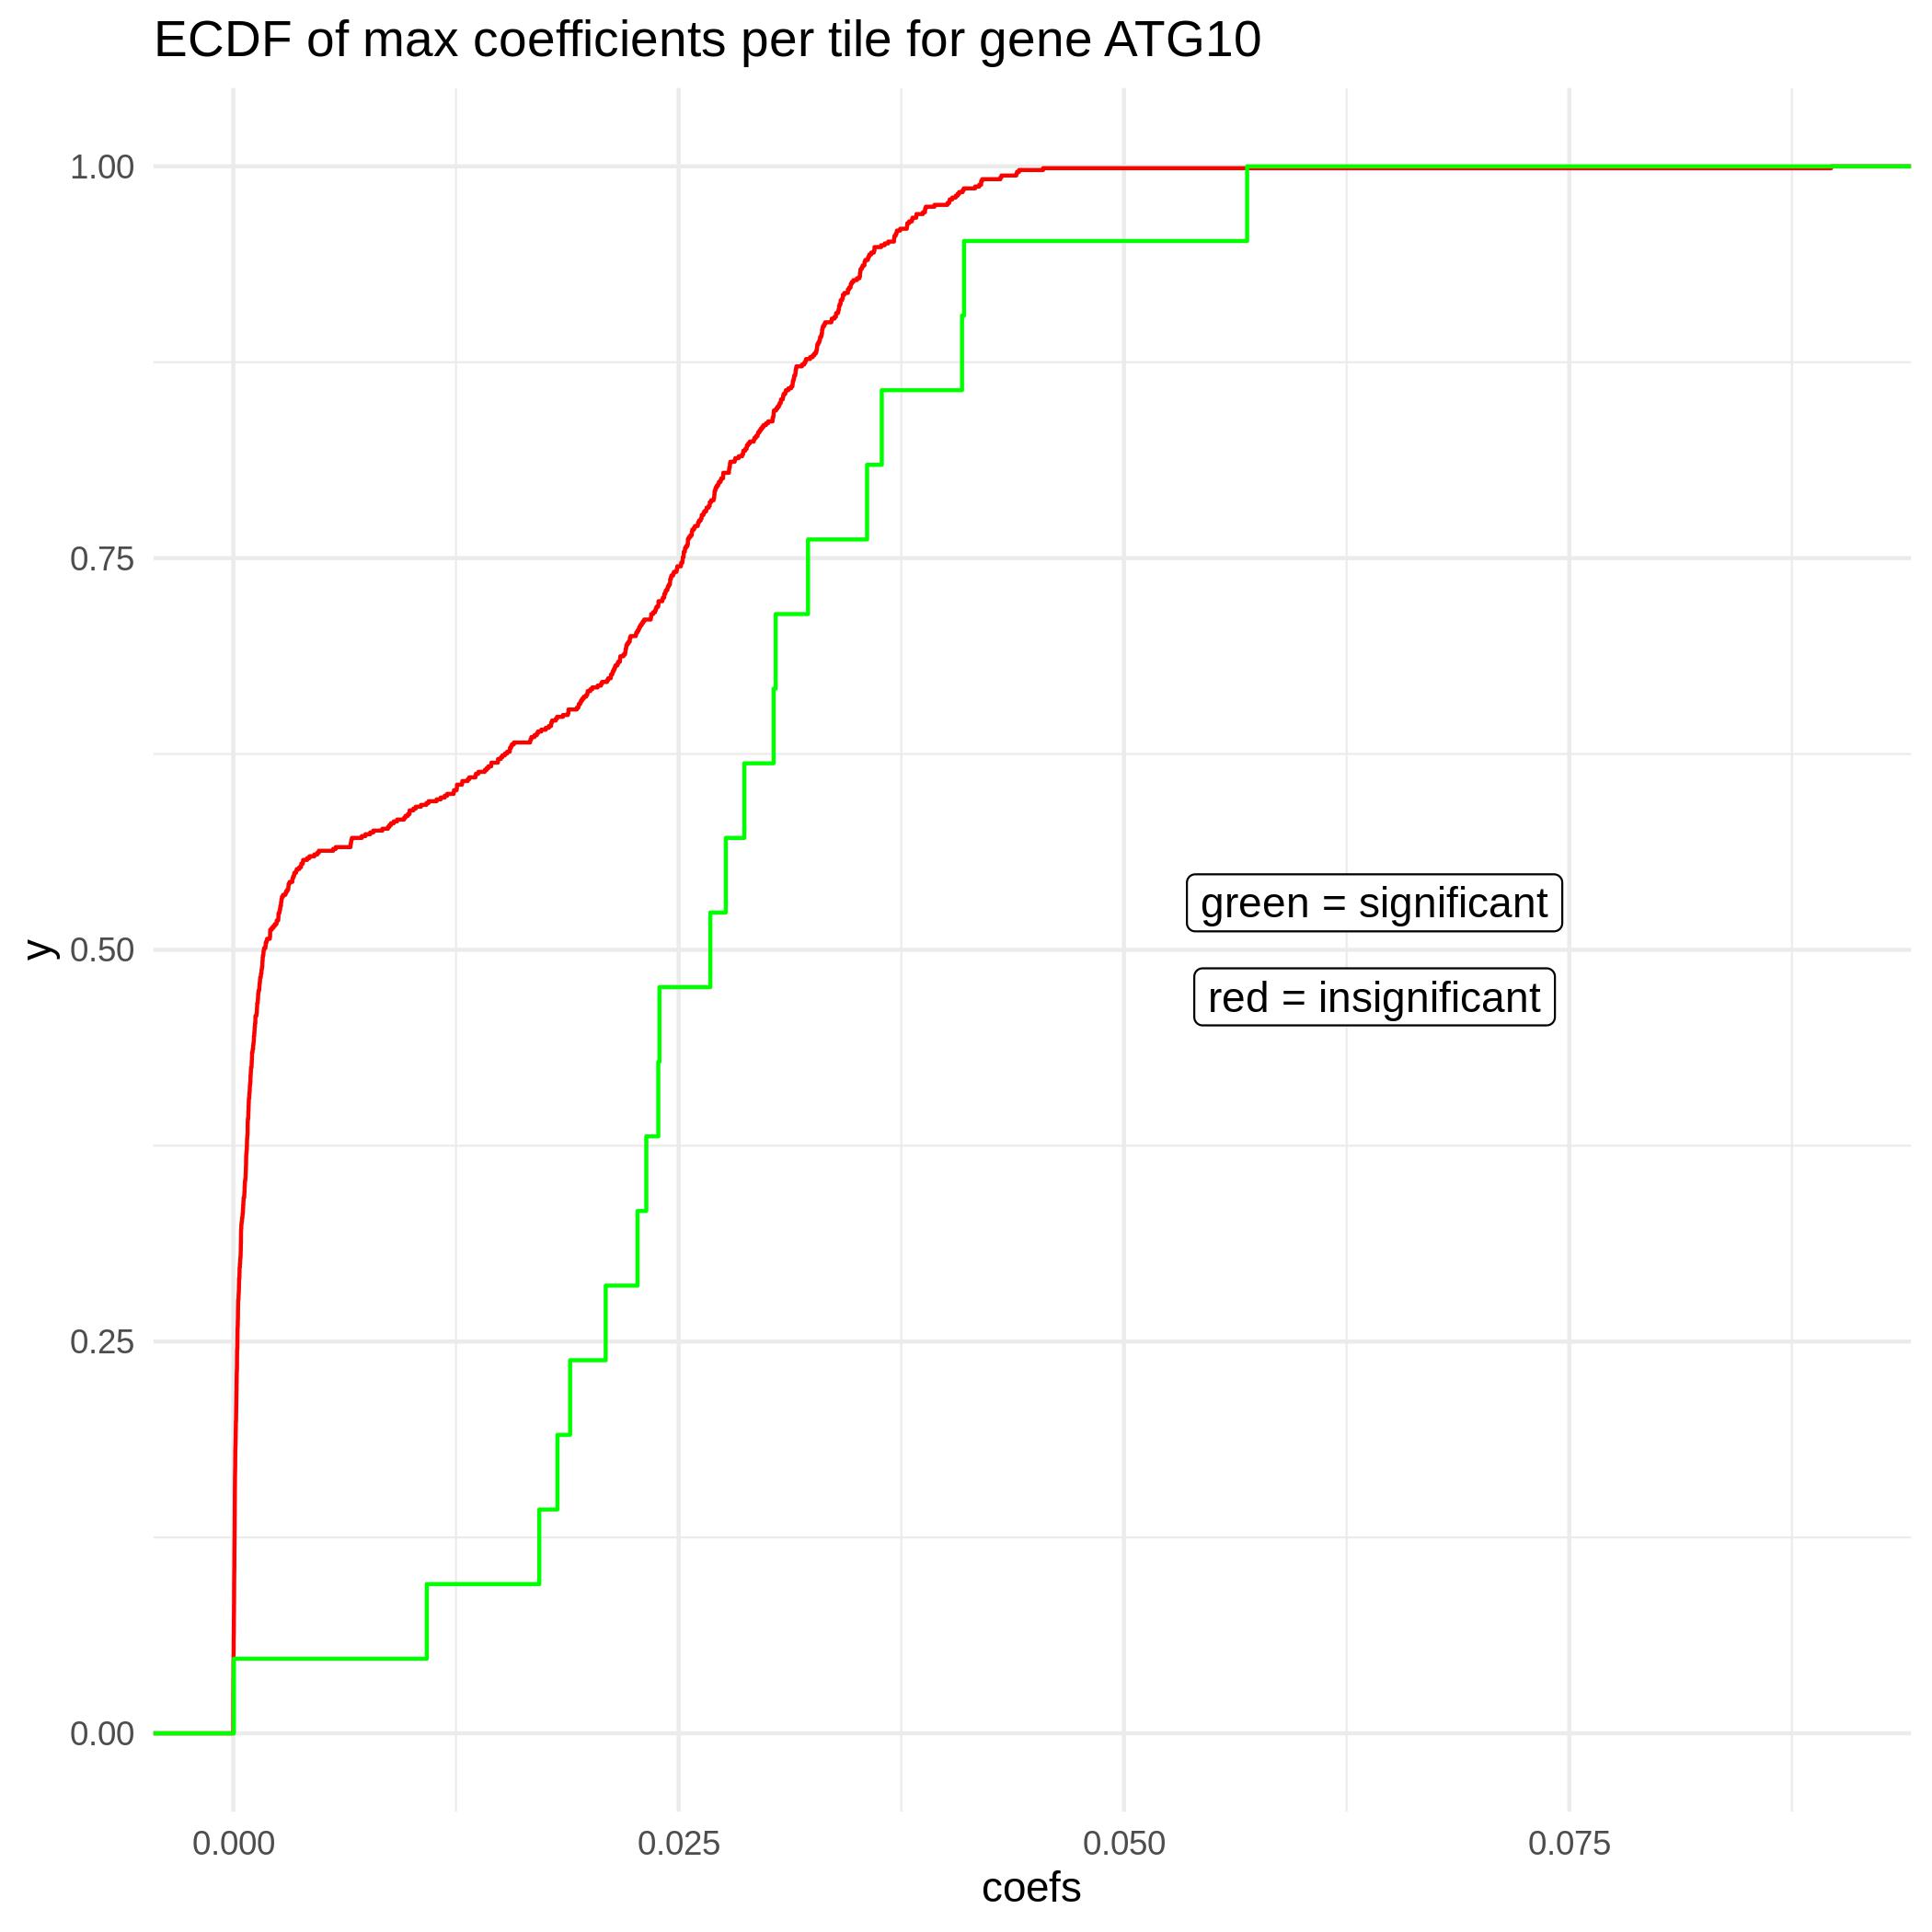 ECDF of max coefficients per tile for gene ATG10
y
1.00
0.75
0.50
0.25
0.00
green = significant
red = insignificant
0.000 0.025 0.050 0.075
coefs